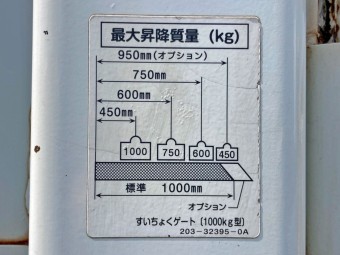 最大昇降質量 (kg)
950mm(オプション)
750mm
600mm
450mm
1000 750 600 450
標準 1000mm
オプション
すいちょくゲート〔1000kg型〕
203-32395-0A